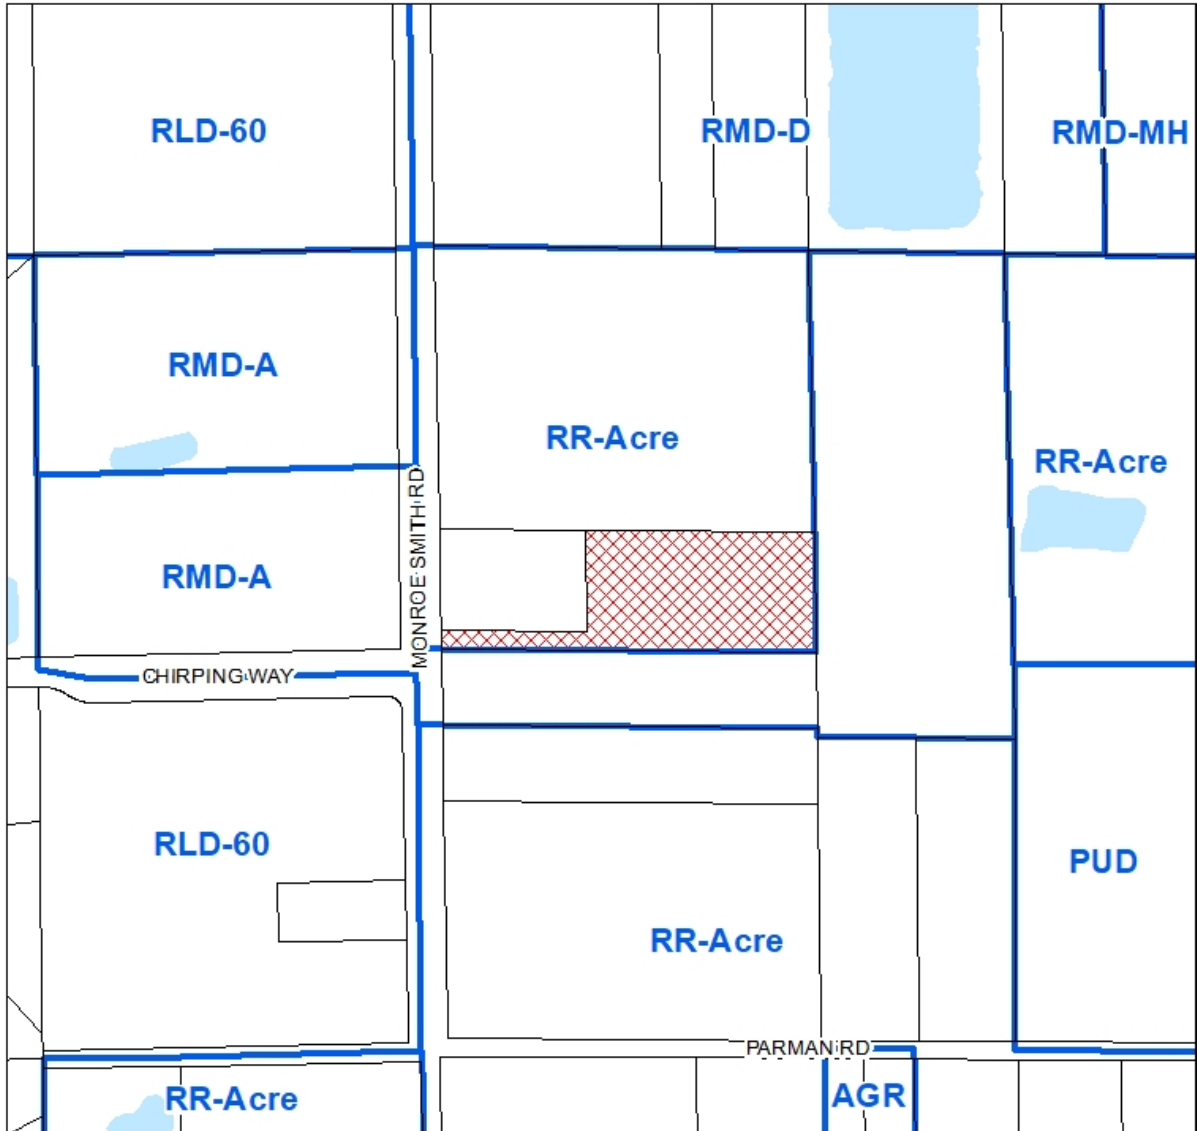 RLD-60
RMD-D
RMD-MH
RMD-A
RR-Acre
RR-Acre
MONROE SMITH RD
RMD-A
CHIRPING WAY
RLD-60
PUD
RR-Acre
PARMAN RD
RR-Acre
AGR